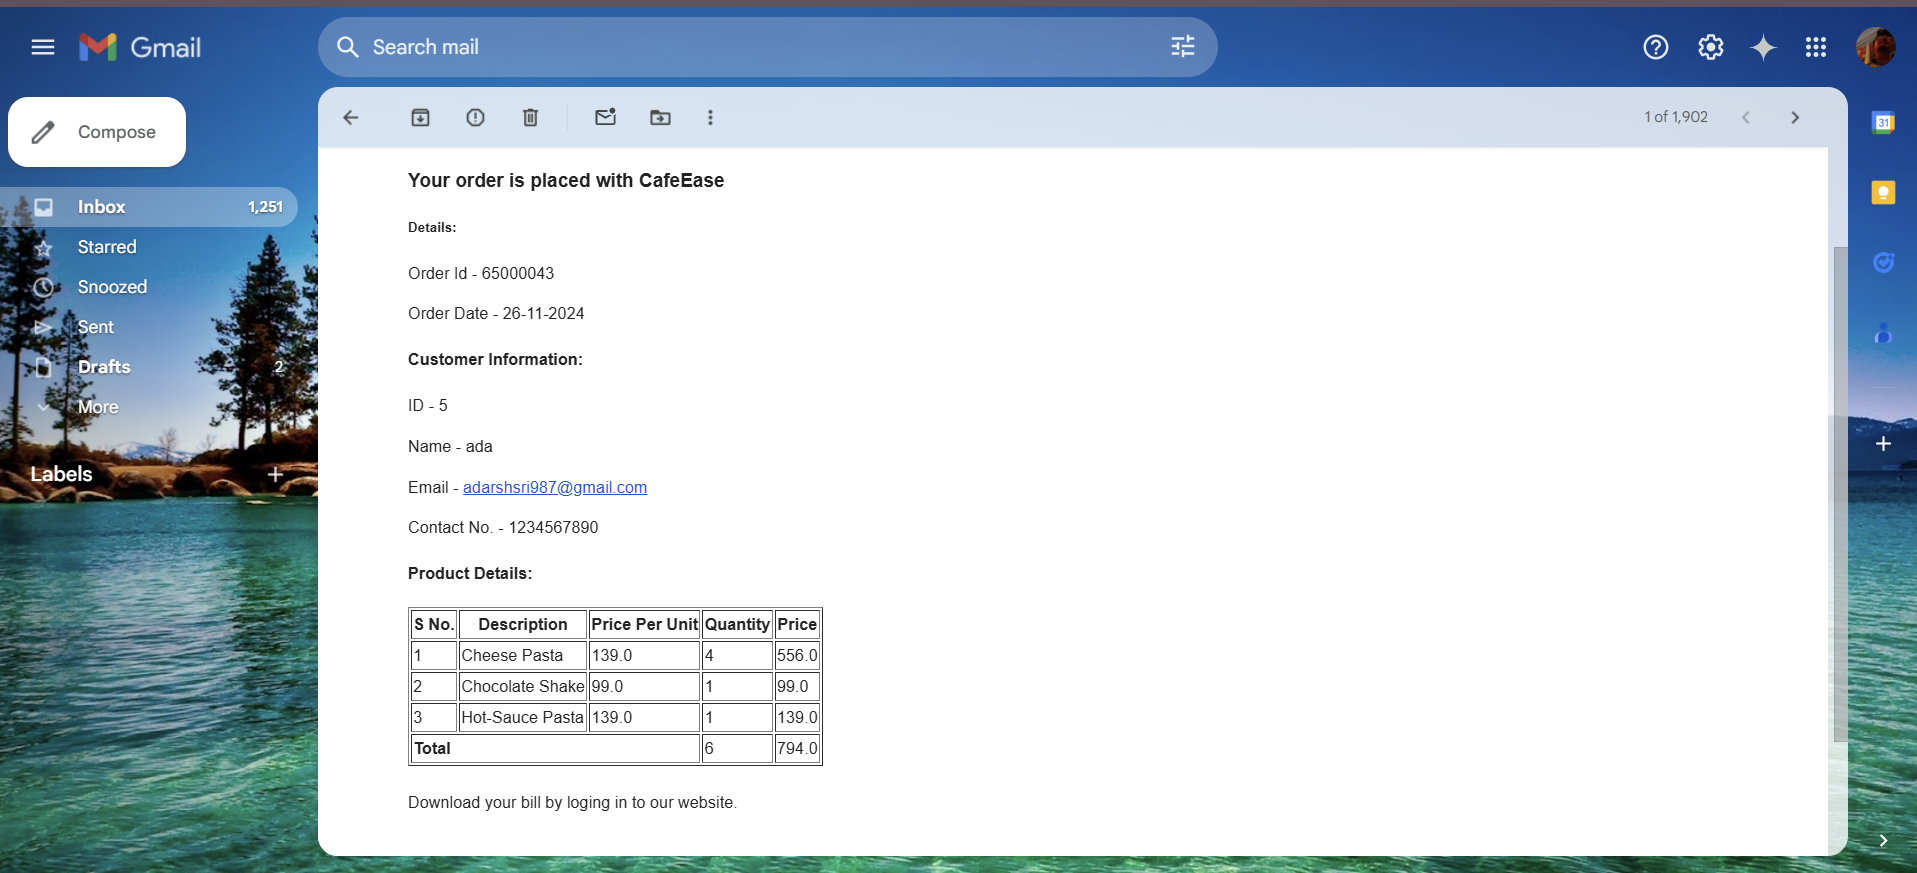 Gmail
Search mail
Compose
1 of 1,902
31
Inbox 1,251
Starred
Snoozed
Sent
Drafts 2
More
Labels
Your order is placed with CafeEase
Details:
Order Id - 65000043
Order Date - 26-11-2024
Customer Information:
ID - 5
Name - ada
Email - adarshsri987@gmail.com
Contact No. - 1234567890
Product Details:
S No. Description Price Per Unit Quantity Price
1 Cheese Pasta 139.0 4 556.0
2 Chocolate Shake 99.0 1 99.0
3 Hot-Sauce Pasta 139.0 1 139.0
Total 6 794.0
Download your bill by loging in to our website.